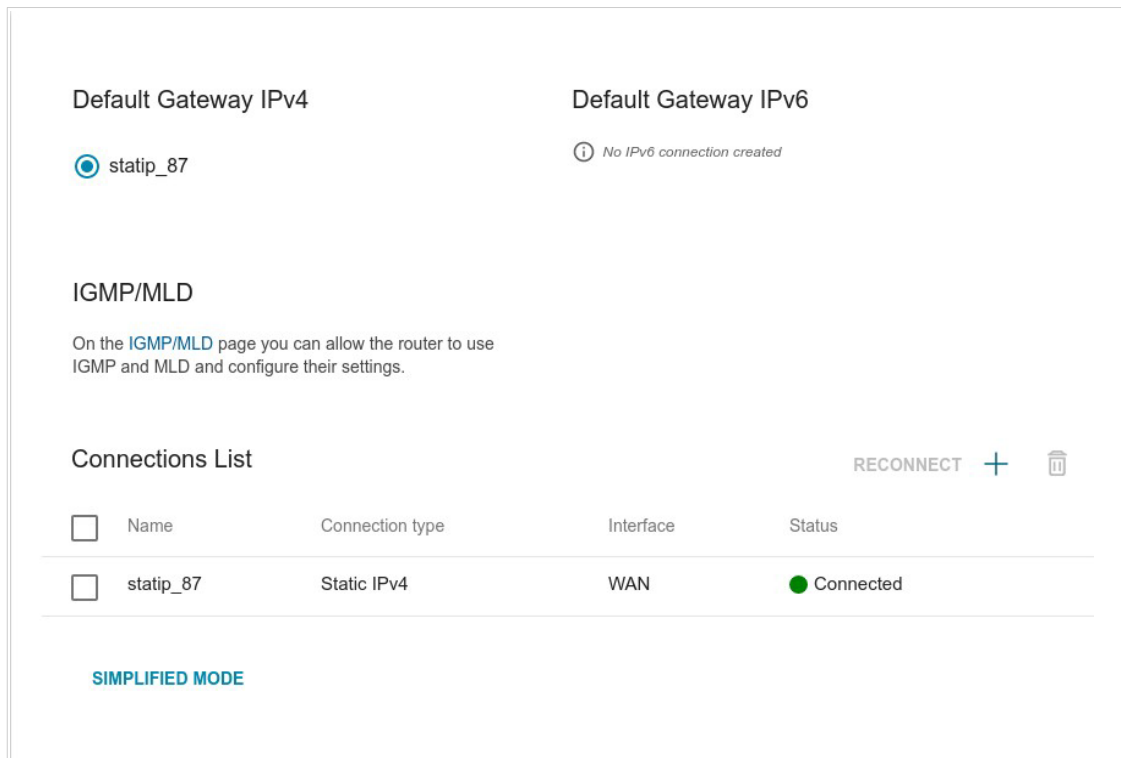 Default Gateway IPv4
Default Gateway IPv6
statip_87
No IPv6 connection created
IGMP/MLD
On the IGMP/MLD page you can allow the router to use
IGMP and MLD and configure their settings.
Connections List
RECONNECT
Name Connection type Interface Status
statip_87 Static IPv4 WAN Connected
SIMPLIFIED MODE